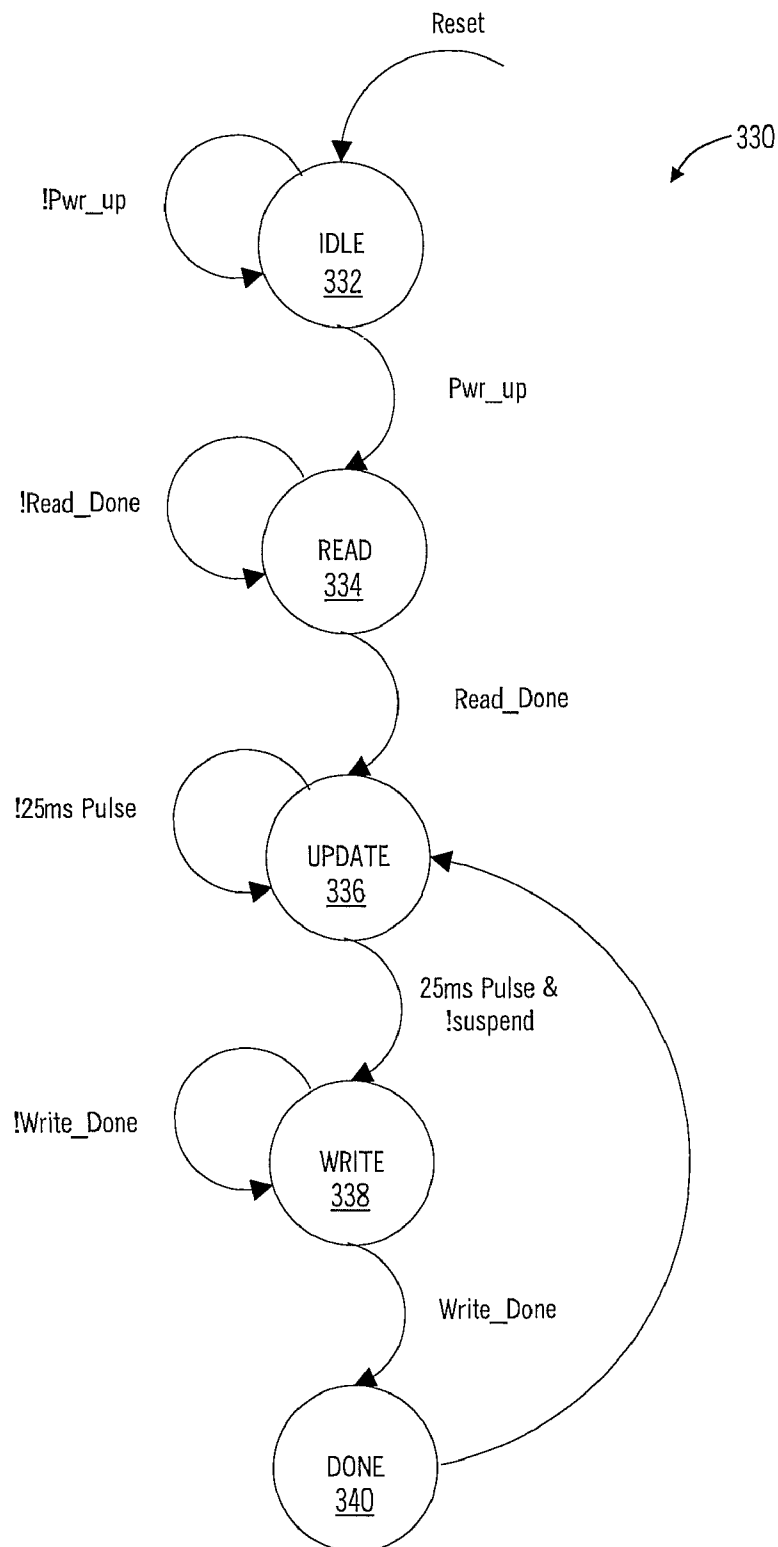 Reset
330
!Pwr_up
IDLE
332
Pwr_up
!Read_Done
READ
334
Read_Done
!25ms Pulse
UPDATE
336
25ms Pulse &
!suspend
!Write_Done
WRITE
338
Write_Done
DONE
340